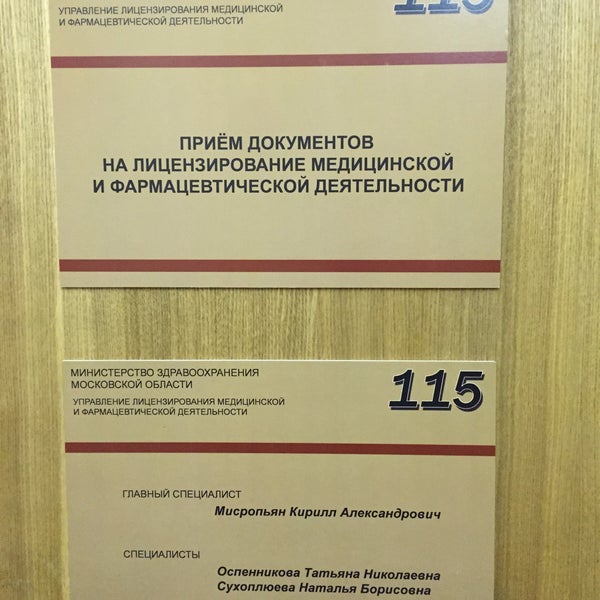 УПРАВЛЕНИЕ ЛИЦЕНЗИРОВАНИЯ МЕДИЦИНСКОЙ
И ФАРМАЦЕВТИЧЕСКОЙ ДЕЯТЕЛЬНОСТИ
115
ПРИЁМ ДОКУМЕНТОВ
НА ЛИЦЕНЗИРОВАНИЕ МЕДИЦИНСКОЙ
И ФАРМАЦЕВТИЧЕСКОЙ ДЕЯТЕЛЬНОСТИ
МИНИСТЕРСТВО ЗДРАВООХРАНЕНИЯ
МОСКОВСКОЙ ОБЛАСТИ
УПРАВЛЕНИЕ ЛИЦЕНЗИРОВАНИЯ МЕДИЦИНСКОЙ
И ФАРМАЦЕВТИЧЕСКОЙ ДЕЯТЕЛЬНОСТИ
115
ГЛАВНЫЙ СПЕЦИАЛИСТ
Мисропьян Кирилл Александрович
СПЕЦИАЛИСТЫ
Оспенникова Татьяна Николаевна
Сухоплюева Наталья Борисовна